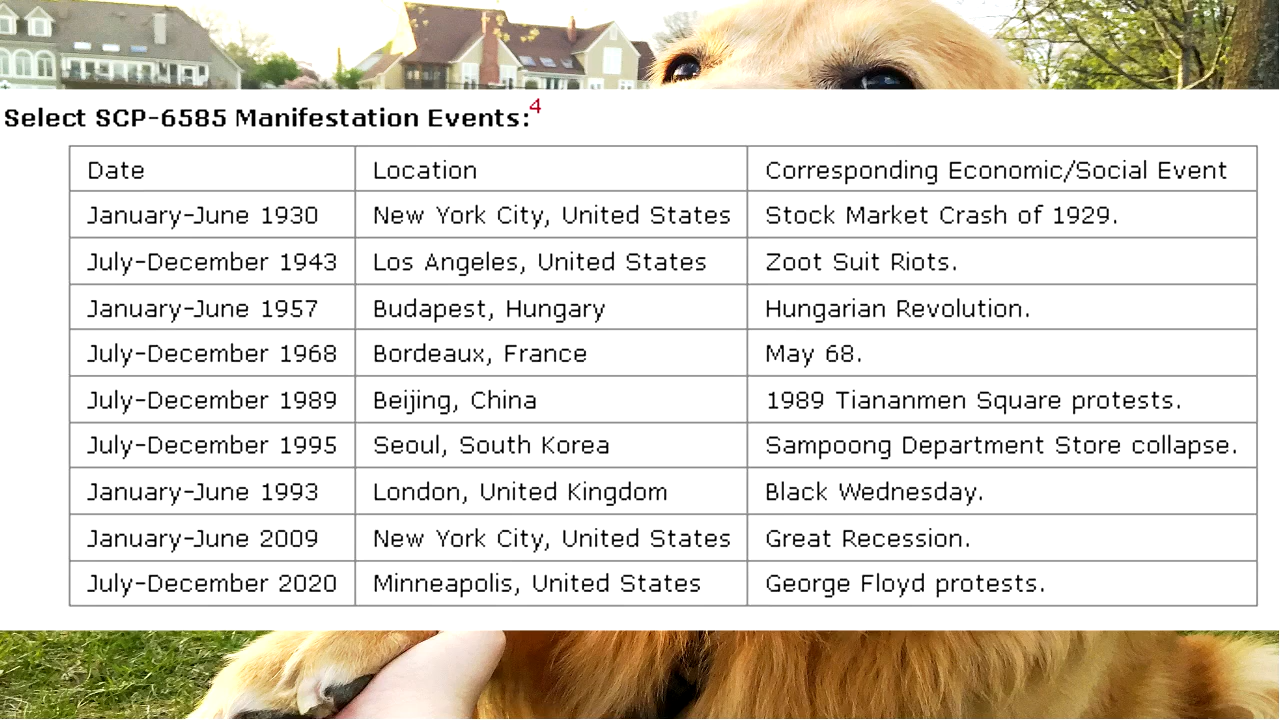 Select SCP-6585 Manifestation Events:4
Date Location Corresponding Economic/Social Event
January-June 1930 New York City, United States Stock Market Crash of 1929.
July-December 1943 Los Angeles, United States Zoot Suit Riots.
January-June 1957 Budapest, Hungary Hungarian Revolution.
July-December 1968 Bordeaux, France May 68.
July-December 1989 Beijing, China 1989 Tiananmen Square protests.
July-December 1995 Seoul, South Korea Sampoong Department Store collapse.
January-June 1993 London, United Kingdom Black Wednesday.
January-June 2009 New York City, United States Great Recession.
July-December 2020 Minneapolis, United States George Floyd protests.